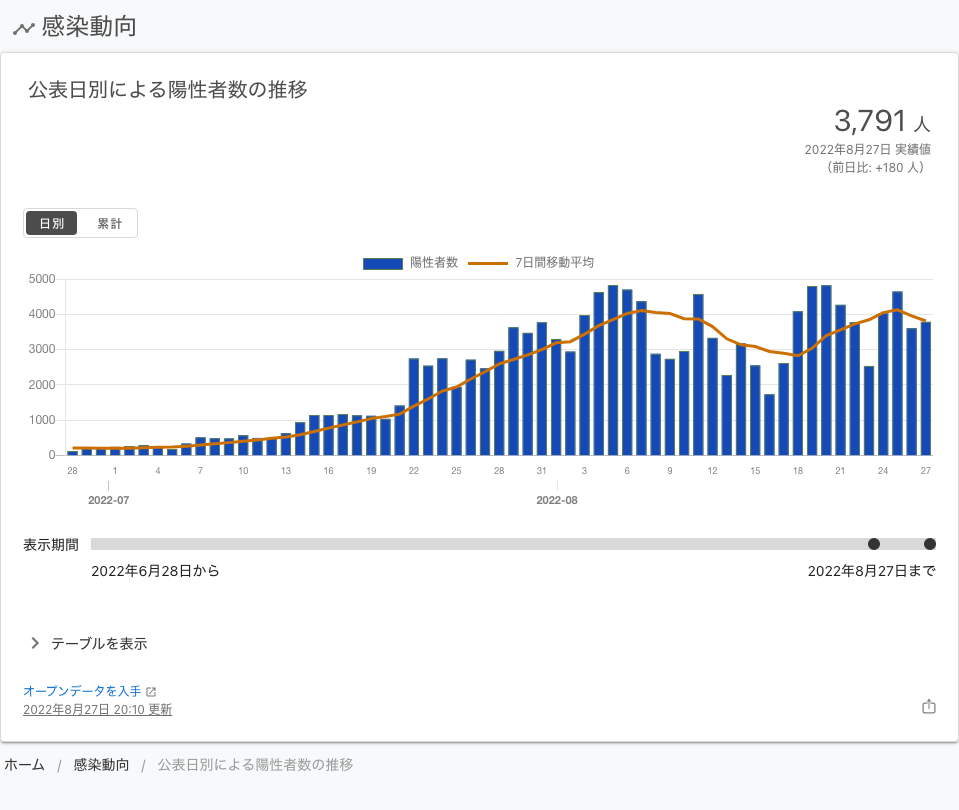 感染動向
公表日別による陽性者数の推移
3,791 人
2022年8月27日 実績値
（前日比: +180 人）
日別 累計
陽性者数 7日間移動平均
5000
4000
3000
2000
1000
0
28 1 4 7 10 13 16 19 22 25 28 31 3 6 9 12 15 18 21 24 27
2022-07 2022-08
表示期間
2022年6月28日から 2022年8月27日まで
テーブルを表示
オープンデータを入手
2022年8月27日 20:10 更新
ホーム / 感染動向 / 公表日別による陽性者数の推移